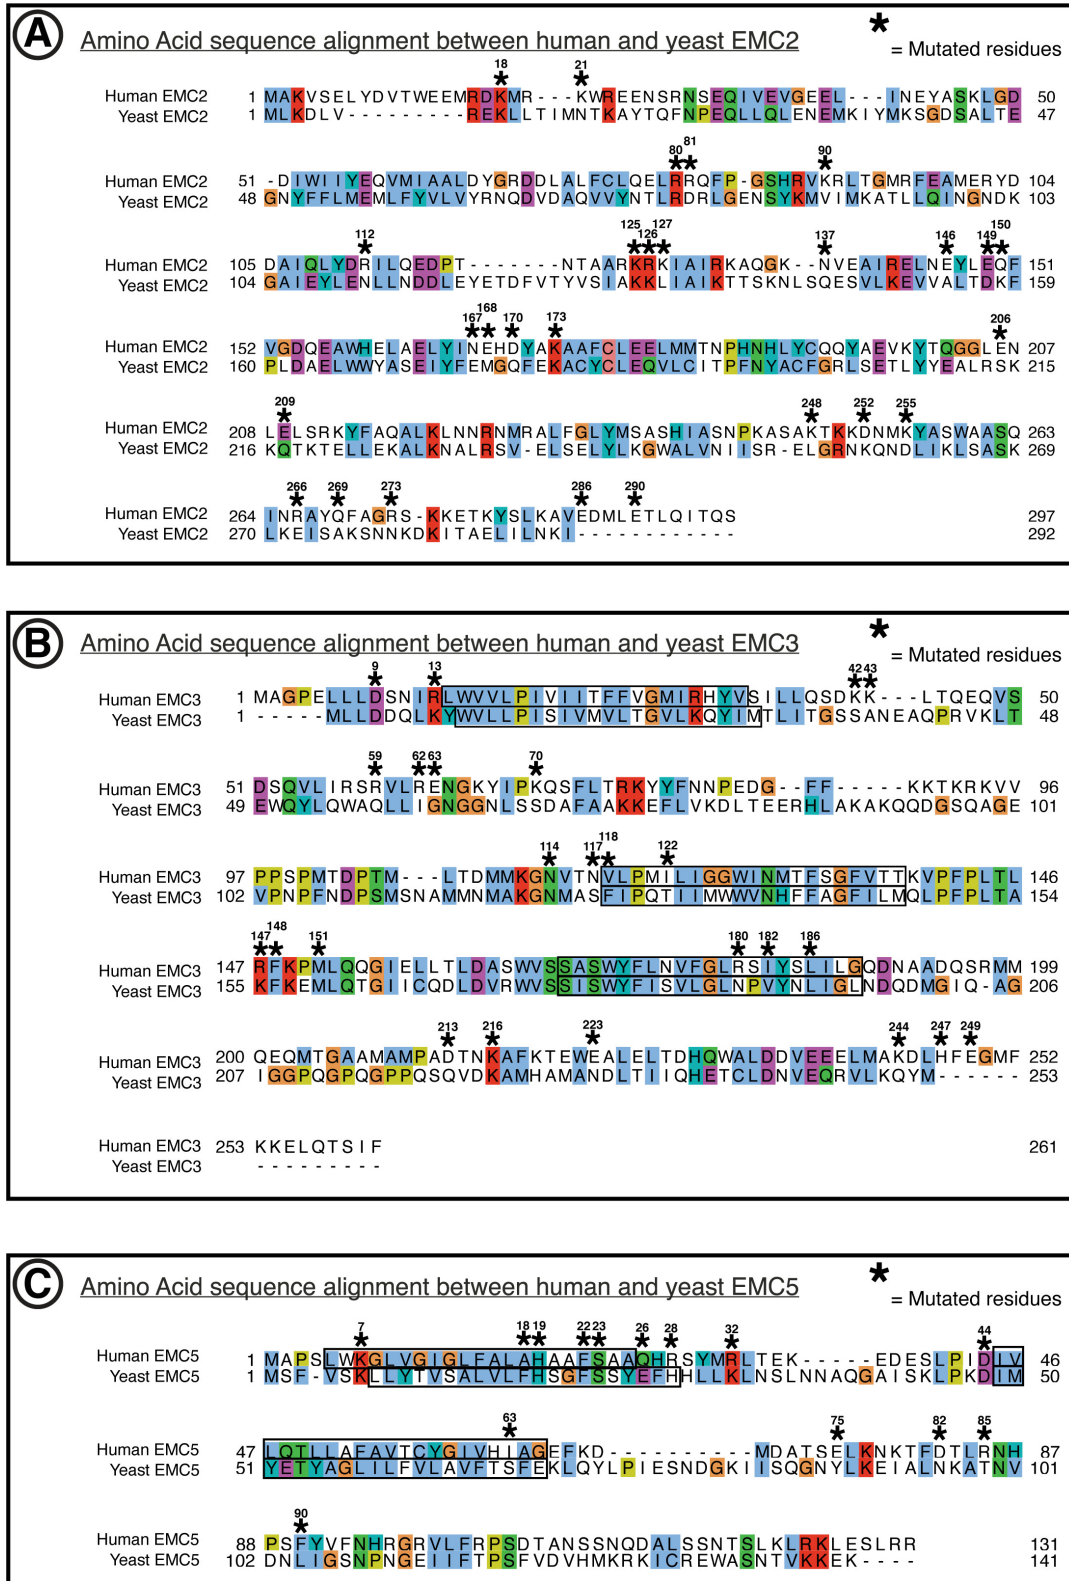 A Amino Acid sequence alignment between human and yeast EMC2 * = Mutated residues
18 21
Human EMC2 1 MAKVSELYDVTWEEMRDKMR---KWREENSRNSEQIVEVGEEL---INEYASKLGD 50
Yeast EMC2 1 MLKDLV---------REKLLTIMNTKAYTQFNPEQLLQLENEMKIYMKSGDSALTE 47
80 81 90
Human EMC2 51 -DIWIIYEQVMIAALDYGRDDLALFCLQELRRQFP-GSHRVKRLTGMRFEAMERYD 104
Yeast EMC2 48 GNYFFLMEMLFYVLVYRNQDVDAQVVYNTLRDRLGENSYKMVIMKATLLQINGNDK 103
112 125 126 127 137 146 149 150
Human EMC2 105 DAIQLYDRILQEDPT-------NTAARKRKIAIRKAQGK--NVEAIRELNEYLEQF 151
Yeast EMC2 104 GAIEYLENLLNDDLEYETDFVTYVSIAKKLIAIKTTSKNLSQESVLKEVVALTDKF 159
167 168 170 173 206
Human EMC2 152 VGDQEAWHELAELYINEHDYAKAAFCLEELMMTNPHNHLYCQQYAEVKYTQGGLEN 207
Yeast EMC2 160 PLDAELWWYASEIYFEMGQFEKACYCLEQVLCITPFNYACFGRLSETLYYEALRSK 215
209 248 252 255
Human EMC2 208 LELSRKYFAQALKLNNRNMRALFGLYMSASHIASNPKASAKTKKDNMKYASWAASQ 263
Yeast EMC2 216 KQTKTELLEKALKNALRSV-ELSELYLKGWALVNIISR-ELGRNKQNDLIKLSASK 269
266 269 273 286 290
Human EMC2 264 INRAYQFAGRS-KKETKYSLKAVEDMLETLQITQS 297
Yeast EMC2 270 LKEISAKSNNKDKITAELILNKI------------ 292
B Amino Acid sequence alignment between human and yeast EMC3 * = Mutated residues
9 13 42 43
Human EMC3 1 MAGPELLLDSNIRLWVVLPIVIITFFVGMIRHYVSILLQSDKK---LTQEQVS 50
Yeast EMC3 1 -----MLLDDQLKYWVLLPISIVMVLTGVLKQYIMTLITGSSANEAQPRVKLT 48
59 62 63 70
Human EMC3 51 DSQVLIRSRVLRENGKYIPKQSFLTRKYYFNNPEDG--FF-----KKTKRKVV 96
Yeast EMC3 49 EWQYLQWAQLLIGNGGNLSSDAFAAKKEFLVKDLTEERHLAKAKQQDGSQAGE 101
114 117 118 122
Human EMC3 97 PPSPMTDPTM---LTDMMKGNVTNVLPMILIGGWINMTFSGFVTTKVPFPLTL 146
Yeast EMC3 102 VPNPFNDPSMSNAMMNMAKGNMASFIPQTIIMWWVNHFFAGFILMQLPFPLTA 154
147 148 151 180 182 186
Human EMC3 147 RFKPMLQQGIELLTLDASWVSSASWYFLNVFGLRSIYSLILGQDNAADQSRMM 199
Yeast EMC3 155 KFKEMLQTGIICQDLDVRWVSSISWYFISVLGLNPVYNLIGLNDQDMGIQ-AG 206
213 216 223 244 247 249
Human EMC3 200 QEQMTGAAMAMPADTNKAFKTEWEALELTDHQWALDDVEEELMAKDLHFEGMF 252
Yeast EMC3 207 IGGPQGPQGPPQSQVDKAMHAMANDLTIIQHETCLDNVEQRVLKQYM------ 253
Human EMC3 253 KKELQTSIF 261
Yeast EMC3 ---------
C Amino Acid sequence alignment between human and yeast EMC5 * = Mutated residues
7 18 19 22 23 26 28 32 44
Human EMC5 1 MAPSLWKGLVGIGLFALAHAAFSAAQHRSYMRLTEK-----EDESLPIDIV 46
Yeast EMC5 1 MSF-VSKLLYTVSALVLFHSGFSSYEFHHLLKLNSLNNAQGAISKLPKDIM 50
63 75 82 85
Human EMC5 47 LQTLLAFAVTCYGIVHIAGEFKD----------MDATSELKNKTFDTLRNH 87
Yeast EMC5 51 YETYAGLILFVLAVFTSFEKLQYLPIESNDGKIISQGNYLKEIALNKATNV 101
90
Human EMC5 88 PSFYVFNHRGRVLFRPSDTANSSNQDALSSNTSLKLRKLESLRR 131
Yeast EMC5 102 DNLIGSNPNGEIIFTPSFVDVHMKRKICREWASNTVKKEK---- 141